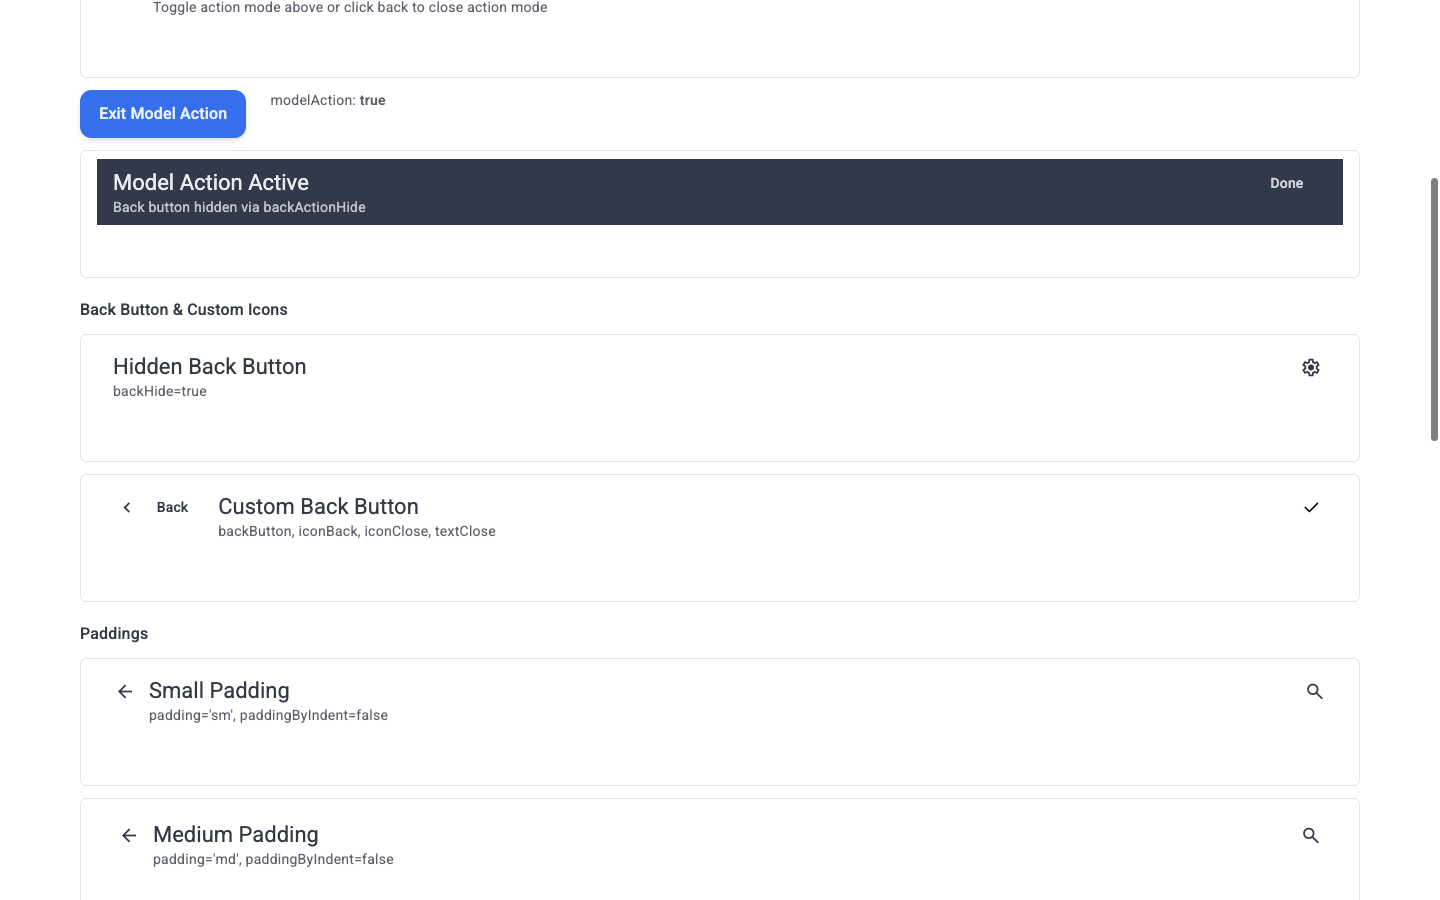 Toggle action mode above or click back to close action mode
Exit Model Action
modelAction: true
Model Action Active
Done
Back button hidden via backActionHide
Back Button & Custom Icons
Hidden Back Button
backHide=true
Back
Custom Back Button
backButton, iconBack, iconClose, textClose
Paddings
Small Padding
padding='sm', paddingByIndent=false
Medium Padding
padding='md', paddingByIndent=false